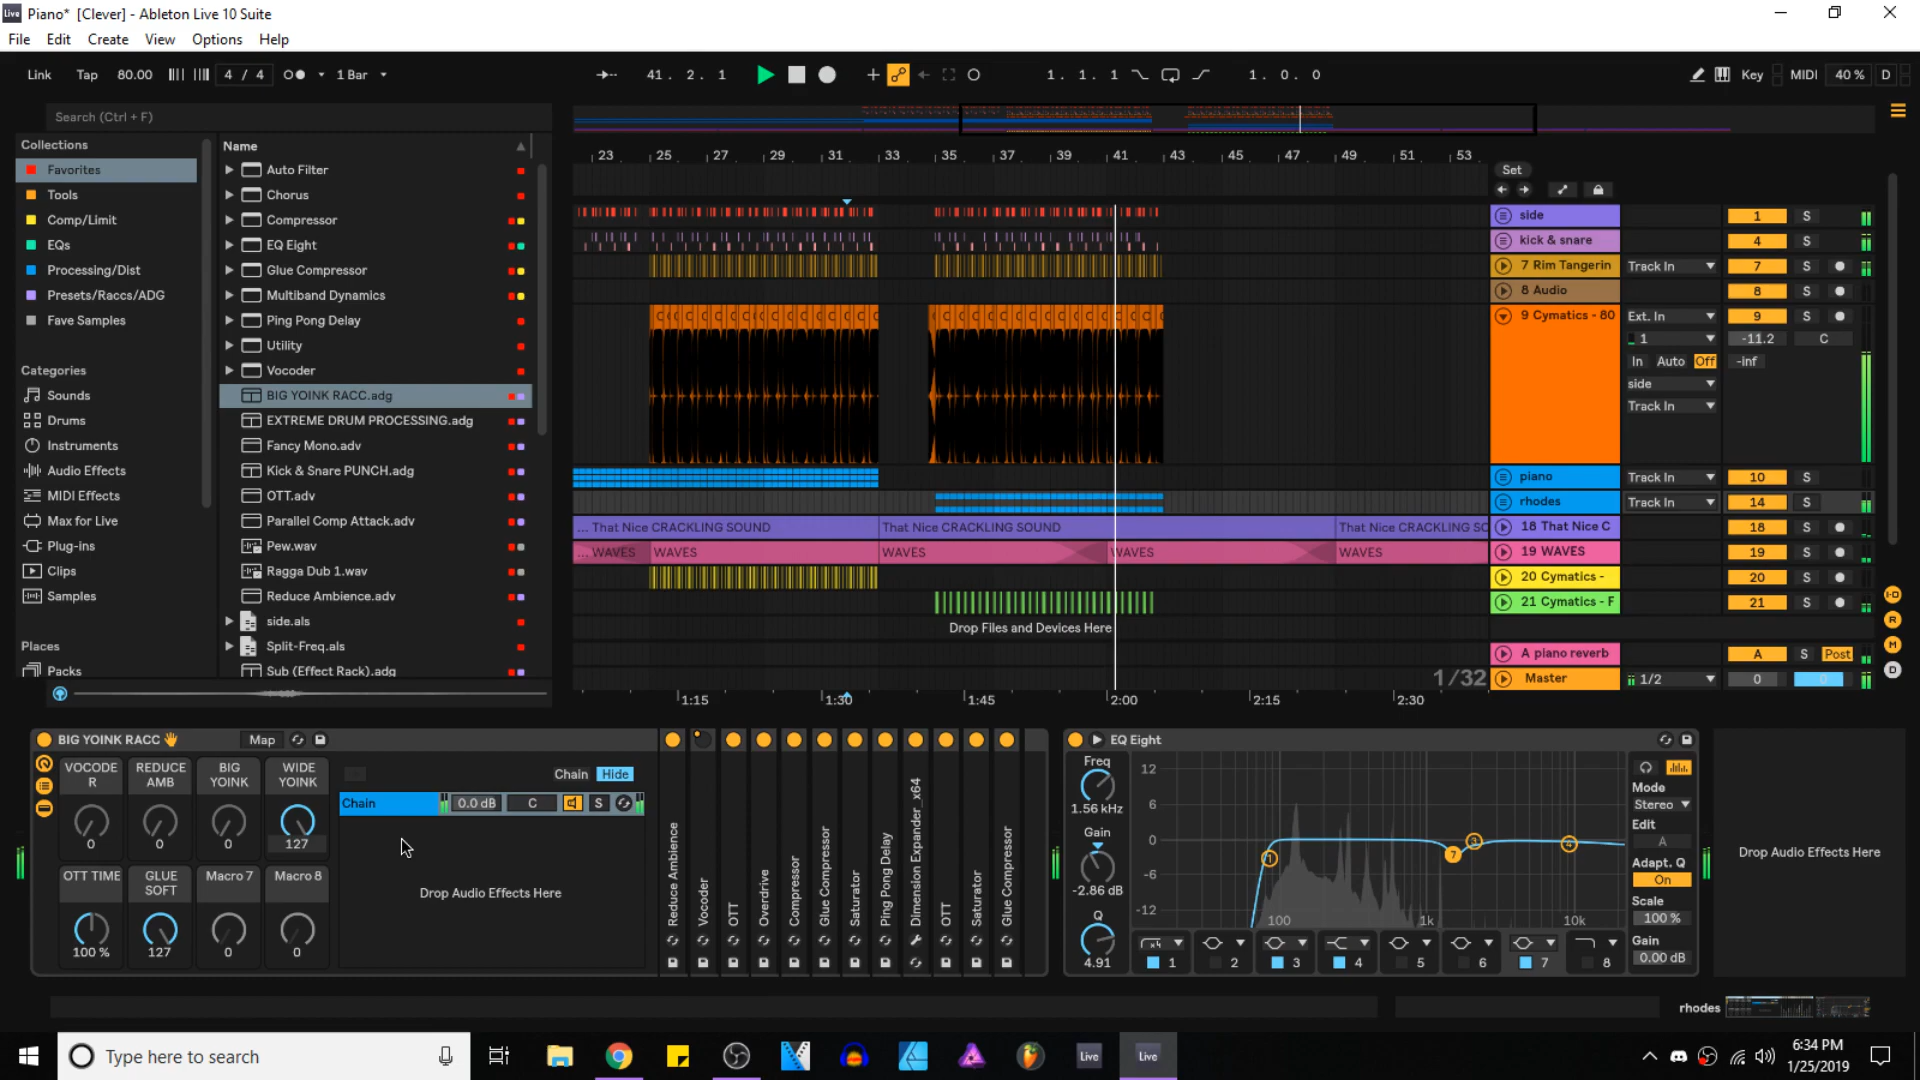 Live Piano* [Clever] - Ableton Live 10 Suite
File Edit Create View Options Help
Link Tap 80.00 4 / 4 1 Bar 41. 2. 1 1. 1. 1 1. 0. 0 Key MIDI 40 % D
Search (Ctrl + F)
Collections
Favorites
Tools
Comp/Limit
EQs
Processing/Dist
Presets/Raccs/ADG
Fave Samples
Categories
Sounds
Drums
Instruments
Audio Effects
MIDI Effects
Max for Live
Plug-ins
Clips
Samples
Places
Packs
Name
Auto Filter
Chorus
Compressor
EQ Eight
Glue Compressor
Multiband Dynamics
Ping Pong Delay
Utility
Vocoder
BIG YOINK RACC.adg
EXTREME DRUM PROCESSING.adg
Fancy Mono.adv
Kick & Snare PUNCH.adg
OTT.adv
Parallel Comp Attack.adv
Pew.wav
Ragga Dub 1.wav
Reduce Ambience.adv
side.als
Split-Freq.als
Sub (Effect Rack).adg
23 25 27 29 31 33 35 37 39 41 43 45 47 49 51 53
Set
side 1 S
kick & snare 4 S
7 Rim Tangerin Track In 7 S
8 Audio 8 S
9 Cymatics - 80 Ext. In 9 S
1 -11.2 C
In Auto Off -inf
side
Track In
piano Track In 10 S
rhodes Track In 14 S
... That Nice CRACKLING SOUND That Nice CRACKLING SOUND That Nice CRACKLING SC 18 That Nice C 18 S
... WAVES WAVES WAVES WAVES WAVES 19 WAVES 19 S
20 Cymatics - 20 S
21 Cymatics - F 21 S
Drop Files and Devices Here
A piano reverb A S Post
1/32 Master 1/2 0 0
1:15 1:30 1:45 2:00 2:15 2:30
BIG YOINK RACC Map
VOCODE R REDUCE AMB BIG YOINK WIDE YOINK
0 0 0 127
OTT TIME GLUE SOFT Macro 7 Macro 8
100 % 127 0 0
Chain Hide
Chain 0.0 dB C S
Drop Audio Effects Here
Reduce Ambience
Vocoder
OTT
Overdrive
Compressor
Glue Compressor
Saturator
Ping Pong Delay
Dimension Expander_x64
OTT
Saturator
Glue Compressor
EQ Eight
Freq
1.56 kHz
Gain
-2.86 dB
Q
4.91
12
6
0
-6
-12
100 1k 10k
1 3 4 7
x4
1 2 3 4 5 6 7 8
Mode
Stereo
Edit
A
Adapt. Q
On
Scale
100 %
Gain
0.00 dB
Drop Audio Effects Here
rhodes
Type here to search
Live Live
6:34 PM
1/25/2019